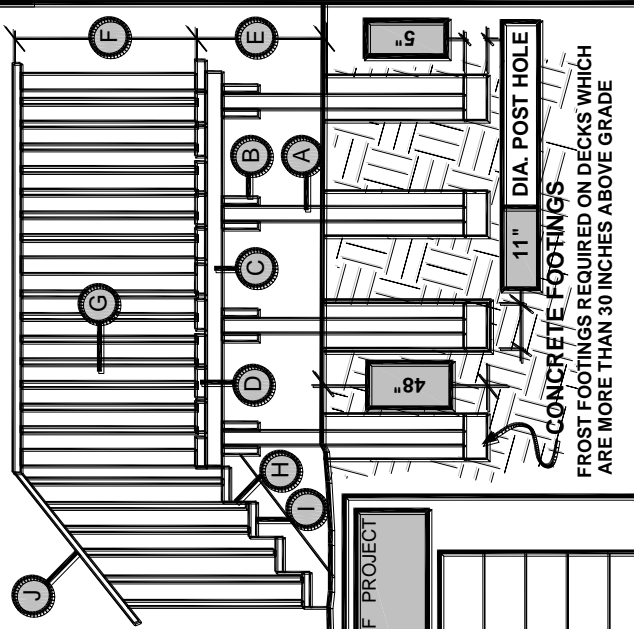 F
E
5"
DIA. POST HOLE
11"
CONCRETE FOOTINGS
FROST FOOTINGS REQUIRED ON DECKS WHICH
ARE MORE THAN 30 INCHES ABOVE GRADE
B
A
C
G
D
48"
H
I
J
F PROJECT